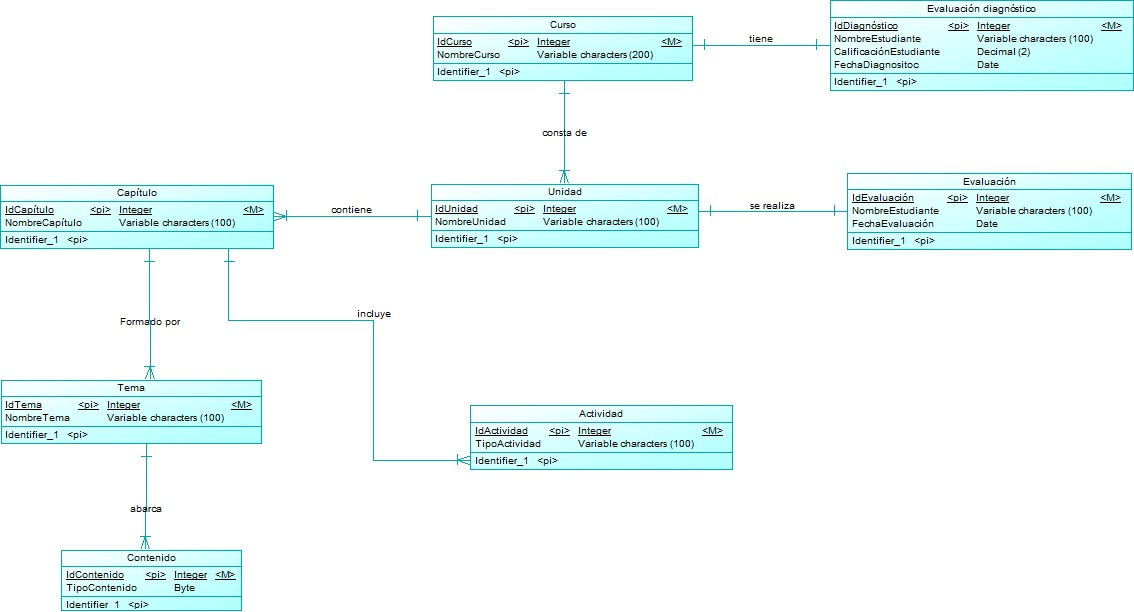 Curso
IdCurso <pi> Integer <M>
NombreCurso Variable characters (200)
Identifier_1 <pi>
tiene
Evaluación diagnóstico
IdDiagnóstico <pi> Integer <M>
NombreEstudiante Variable characters (100)
CalificaciónEstudiante Decimal (2)
FechaDiagnositoc Date
Identifier_1 <pi>
consta de
Capítulo
IdCapítulo <pi> Integer <M>
NombreCapítulo Variable characters (100)
Identifier_1 <pi>
contiene
Unidad
IdUnidad <pi> Integer <M>
NombreUnidad Variable characters (100)
Identifier_1 <pi>
se realiza
Evaluación
IdEvaluación <pi> Integer <M>
NombreEstudiante Variable characters (100)
FechaEvaluación Date
Identifier_1 <pi>
Formado por
incluye
Tema
IdTema <pi> Integer <M>
NombreTema Variable characters (100)
Identifier_1 <pi>
Actividad
IdActividad <pi> Integer <M>
TipoActividad Variable characters (100)
Identifier_1 <pi>
abarca
Contenido
IdContenido <pi> Integer <M>
TipoContenido Byte
Identifier_1 <pi>